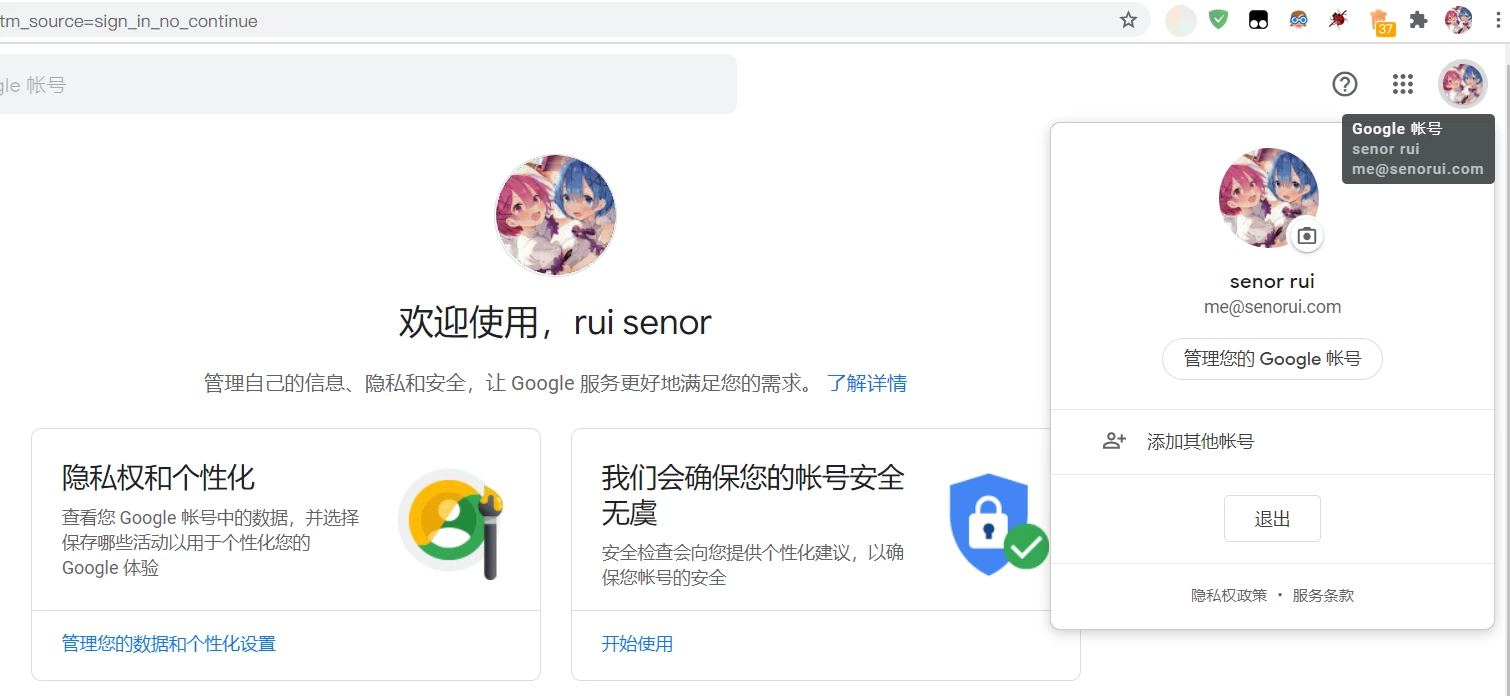 tm_source=sign_in_no_continue
37
gle 帐号
Google 帐号
senor rui
me@senorui.com
senor rui
me@senorui.com
管理您的 Google 帐号
添加其他帐号
退出
隐私权政策 • 服务条款
欢迎使用，rui senor
管理自己的信息、隐私和安全，让 Google 服务更好地满足您的需求。 了解详情
隐私权和个性化
查看您 Google 帐号中的数据，并选择
保存哪些活动以用于个性化您的
Google 体验
管理您的数据和个性化设置
我们会确保您的帐号安全
无虞
安全检查会向您提供个性化建议，以确
保您帐号的安全
开始使用